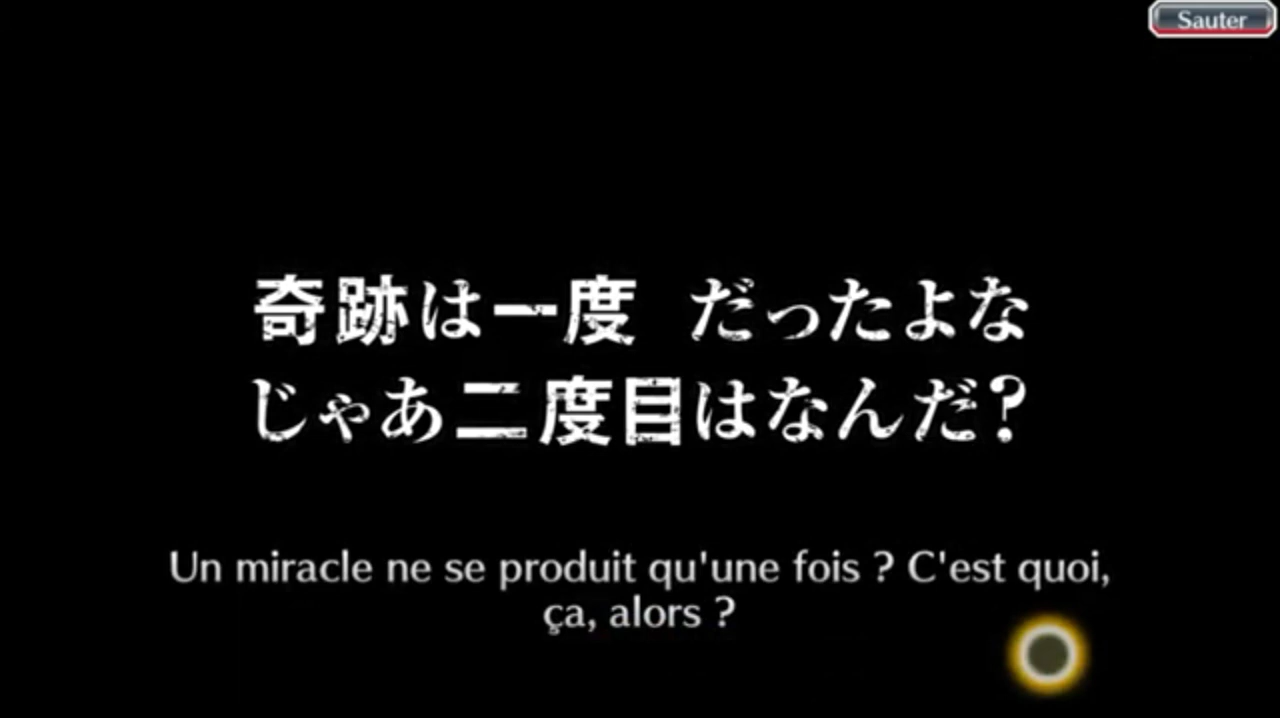 Sauter
奇跡は一度 だったよな
じゃあ二度目はなんだ?
Un miracle ne se produit qu'une fois ? C'est quoi,
ça, alors ?